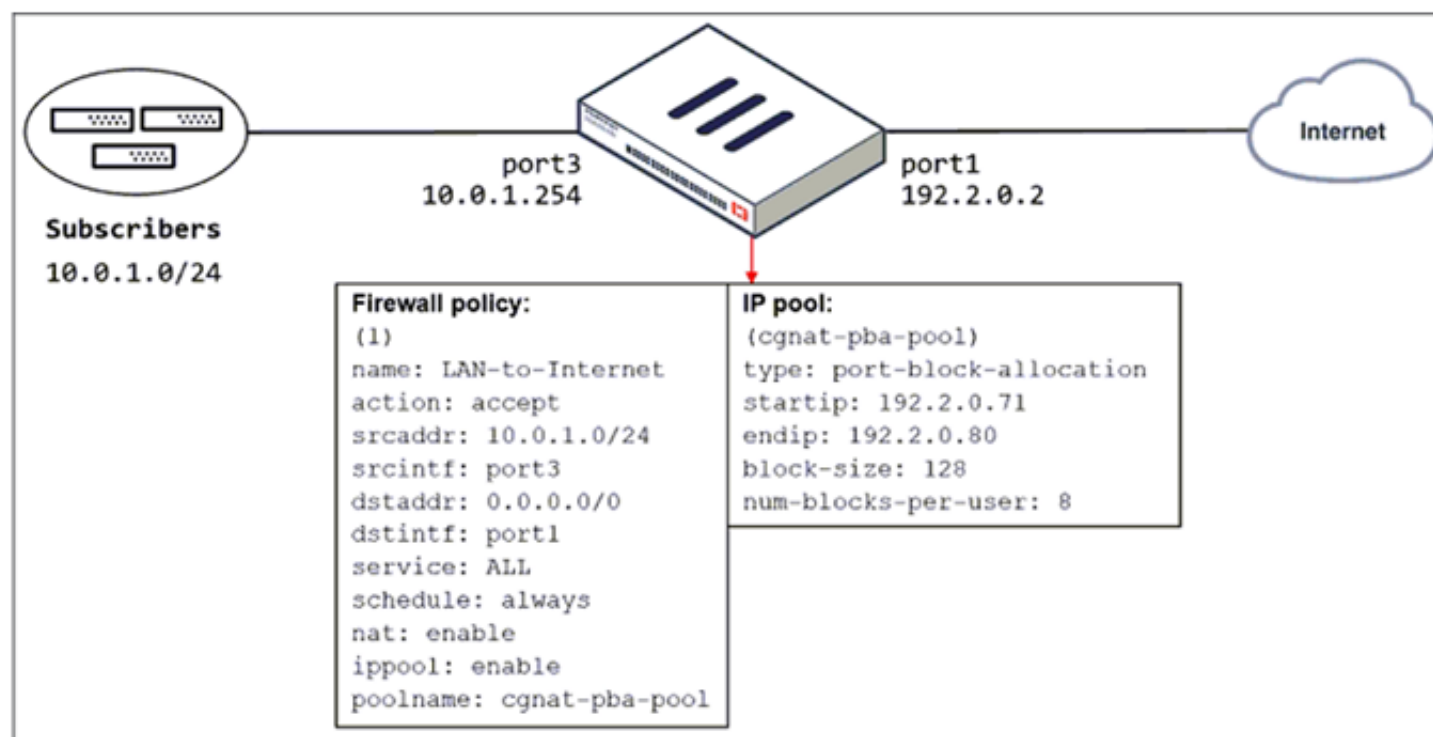 Internet
port3
10.0.1.254
port1
192.2.0.2
Subscribers
10.0.1.0/24
Firewall policy:
(1)
name: LAN-to-Internet
action: accept
srcaddr: 10.0.1.0/24
srcintf: port3
dstaddr: 0.0.0.0/0
dstintf: port1
service: ALL
schedule: always
nat: enable
ippool: enable
poolname: cgnat-pba-pool
IP pool:
(cgnat-pba-pool)
type: port-block-allocation
startip: 192.2.0.71
endip: 192.2.0.80
block-size: 128
num-blocks-per-user: 8